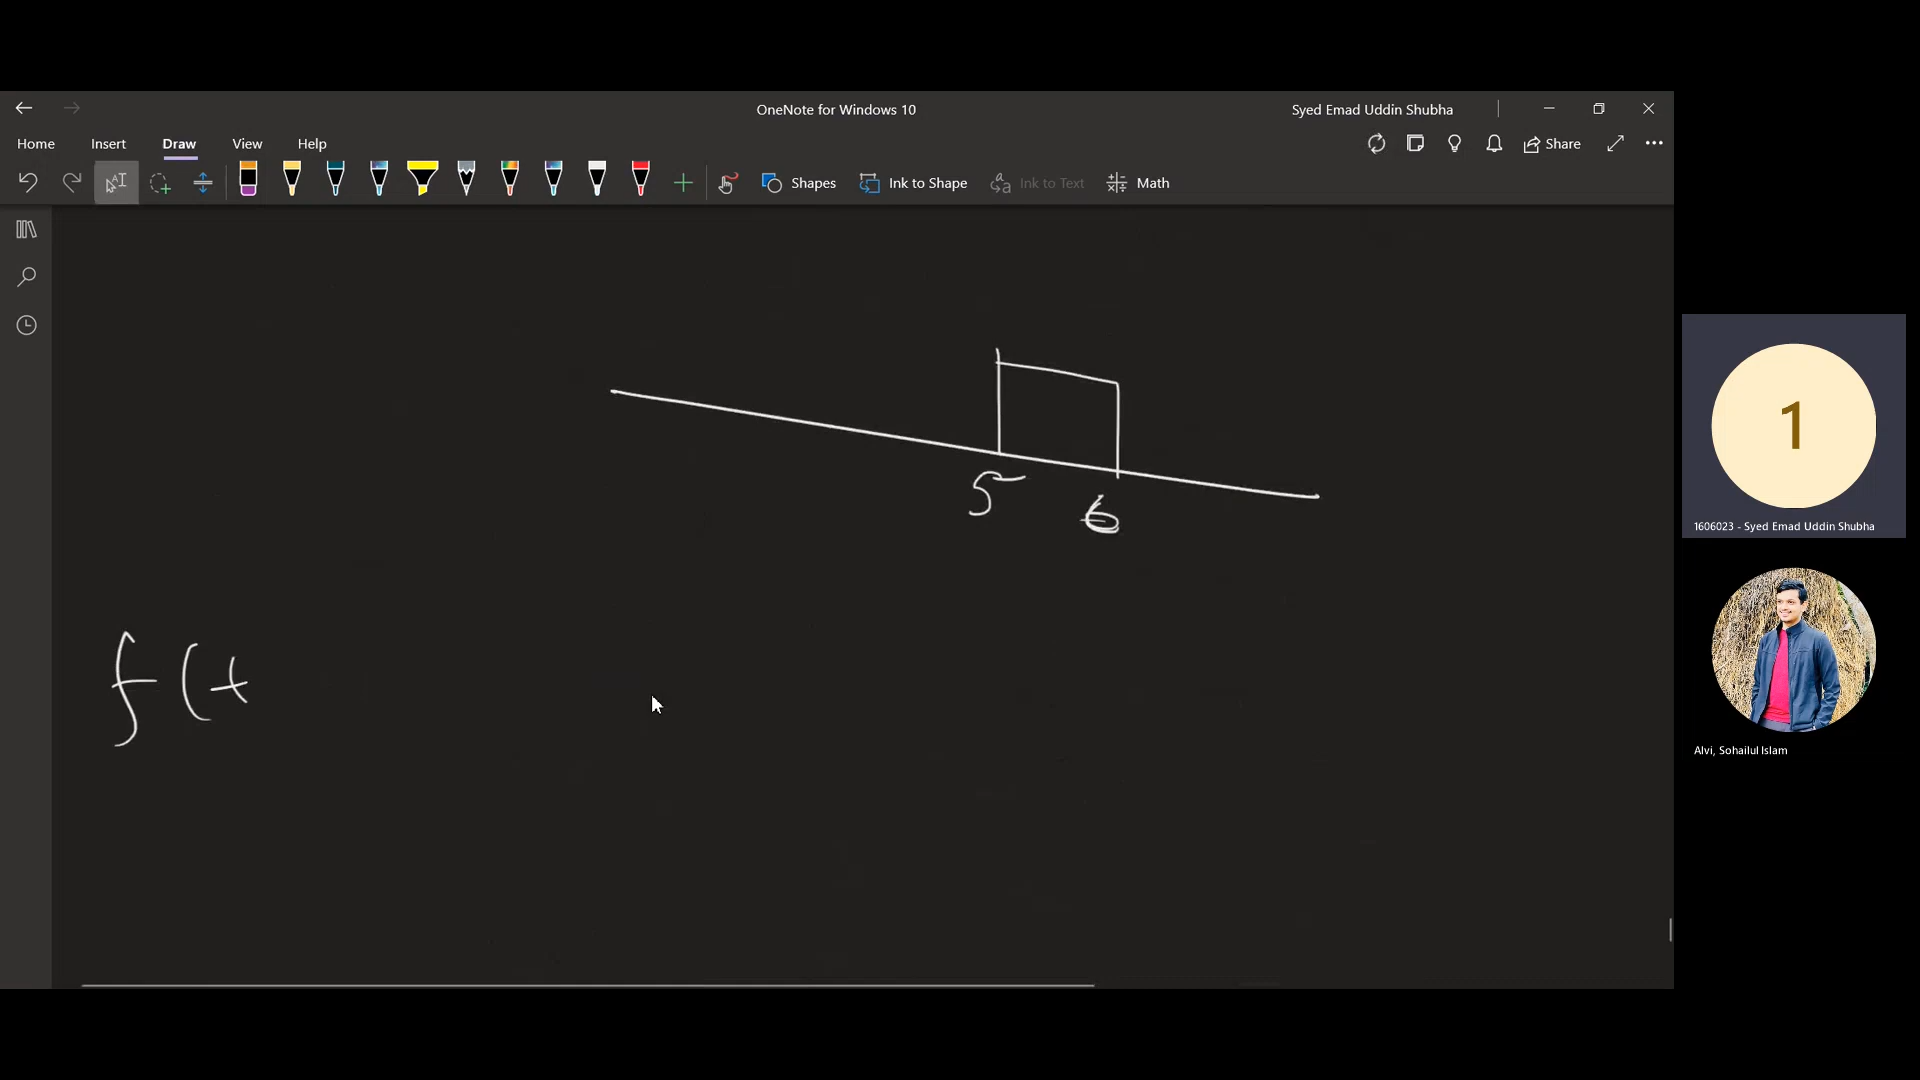 OneNote for Windows 10
Syed Emad Uddin Shubha
Home Insert Draw View Help
Share
Shapes Ink to Shape Ink to Text Math
5 6
f(t
1
1606023 - Syed Emad Uddin Shubha
Alvi, Sohailul Islam